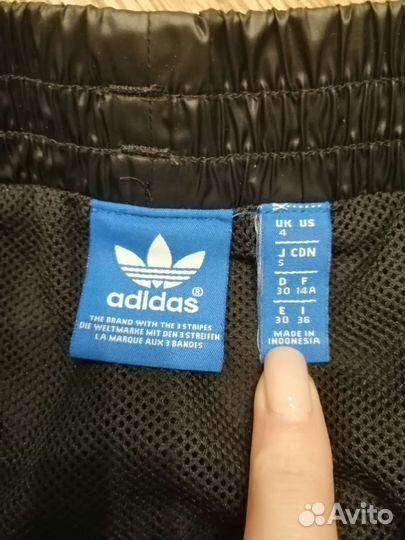 adidas®
THE BRAND WITH THE 3 STRIPES
DIE WELTMARKE MIT DEN 3 STREIFEN
LA MARQUE AUX 3 BANDES
UK US
4
J CDN
S
D F
30 14A
E I
30 36
MADE IN
INDONESIA
Avito